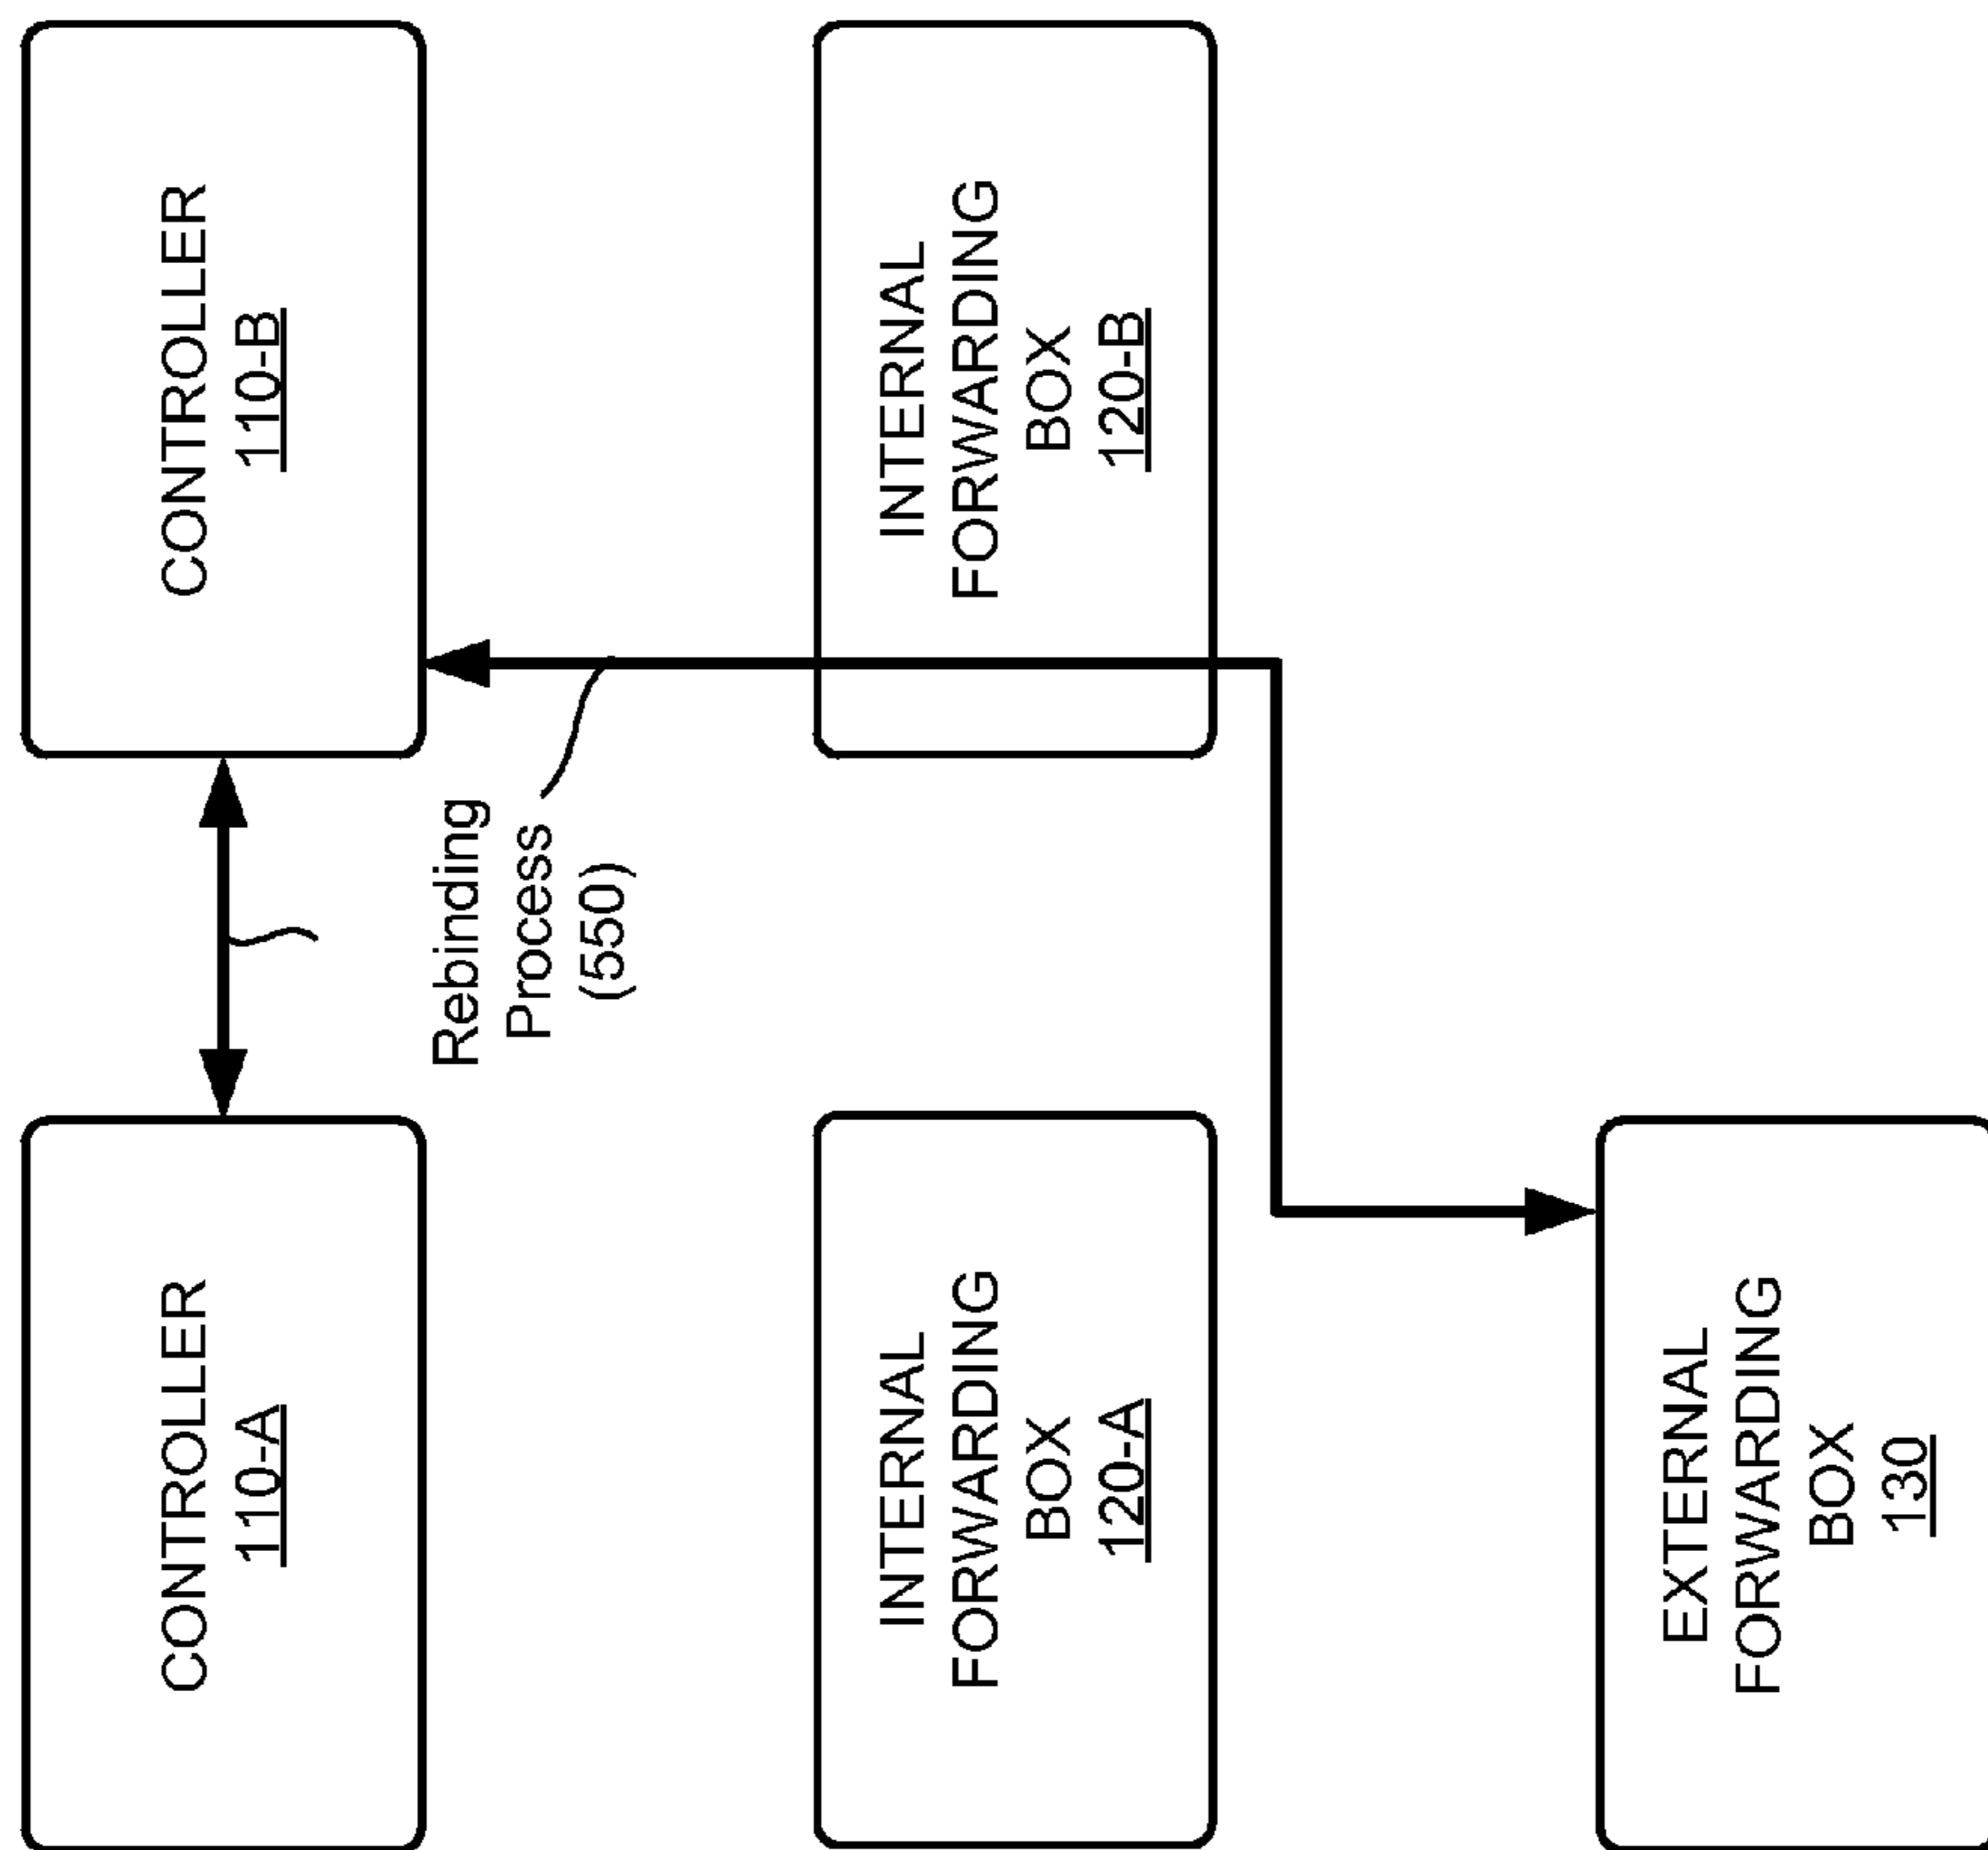 CONTROLLER
110-A
CONTROLLER
110-B
Rebinding
Process
(550)
INTERNAL
FORWARDING
BOX
120-A
INTERNAL
FORWARDING
BOX
120-B
EXTERNAL
FORWARDING
BOX
130